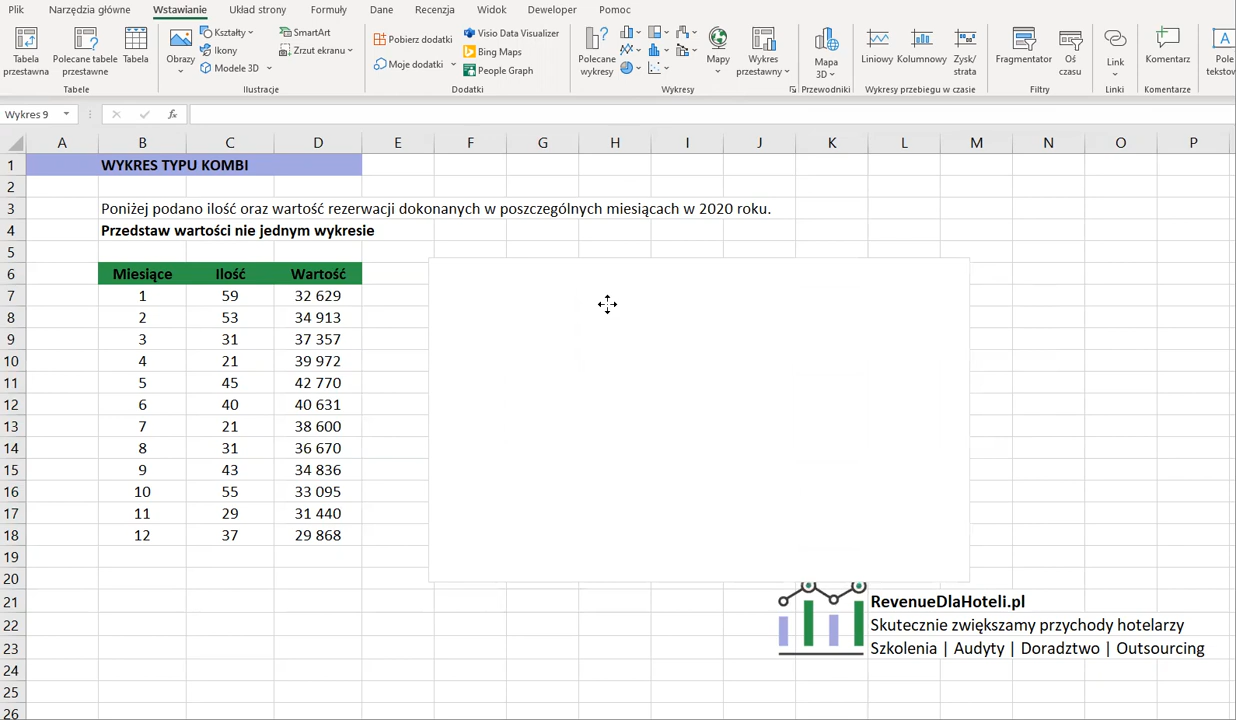 Plik Narzędzia główne Wstawianie Układ strony Formuły Dane Recenzja Widok Deweloper Pomoc
Tabela przestawna
Polecane tabele przestawne
Tabela
Tabele
Obrazy
Kształty
Ikony
Modele 3D
SmartArt
Zrzut ekranu
Ilustracje
Pobierz dodatki
Moje dodatki
Visio Data Visualizer
Bing Maps
People Graph
Dodatki
Polecane wykresy
Mapy
Wykres przestawny
Wykresy
Mapa 3D
Przewodniki
Liniowy
Kolumnowy
Zysk/strata
Wykresy przebiegu w czasie
Fragmentator
Oś czasu
Filtry
Link
Linki
Komentarz
Komentarze
Pole
tekstow
Wykres 9
fx
A B C D E F G H I J K L M N O P
1 WYKRES TYPU KOMBI
2
3 Poniżej podano ilość oraz wartość rezerwacji dokonanych w poszczególnych miesiącach w 2020 roku.
4 Przedstaw wartości nie jednym wykresie
5
6 Miesiące Ilość Wartość
7 1 59 32 629
8 2 53 34 913
9 3 31 37 357
10 4 21 39 972
11 5 45 42 770
12 6 40 40 631
13 7 21 38 600
14 8 31 36 670
15 9 43 34 836
16 10 55 33 095
17 11 29 31 440
18 12 37 29 868
19
20
21 RevenueDlaHoteli.pl
22 Skutecznie zwiększamy przychody hotelarzy
23 Szkolenia | Audyty | Doradztwo | Outsourcing
24
25
26